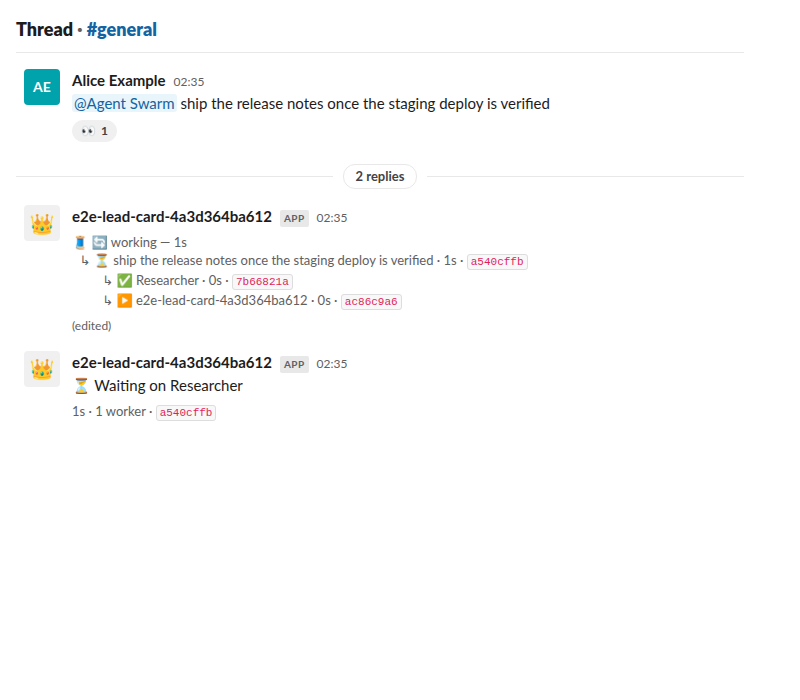 Thread • #general
AE
Alice Example 02:35
@Agent Swarm ship the release notes once the staging deploy is verified
👀 1
2 replies
e2e-lead-card-4a3d364ba612 APP 02:35
🧵 🔄 working — 1s
↳ ⏳ ship the release notes once the staging deploy is verified · 1s · a540cffb
↳ ✅ Researcher · 0s · 7b66821a
↳ ▶️ e2e-lead-card-4a3d364ba612 · 0s · ac86c9a6
(edited)
e2e-lead-card-4a3d364ba612 APP 02:35
⏳ Waiting on Researcher
1s · 1 worker · a540cffb